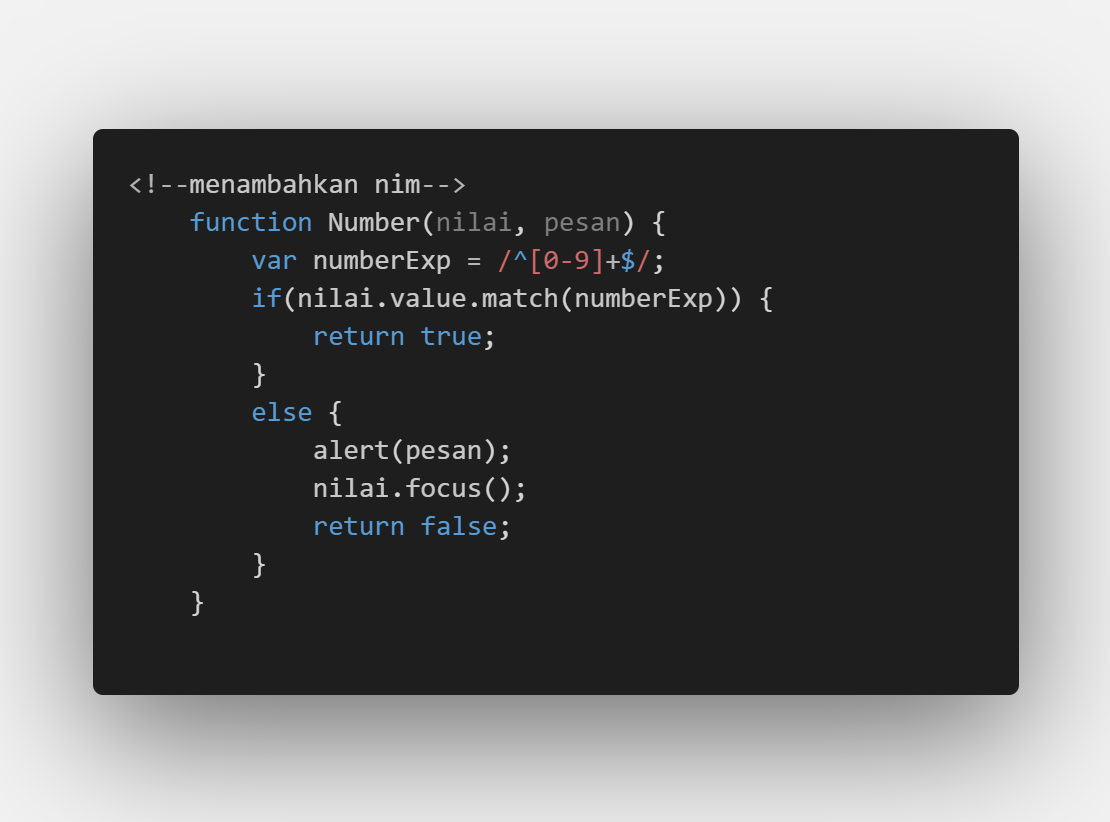 <!--menambahkan nim-->
    function Number(nilai, pesan) {
        var numberExp = /^[0-9]+$/;
        if(nilai.value.match(numberExp)) {
            return true;
        }
        else {
            alert(pesan);
            nilai.focus();
            return false;
        }
    }